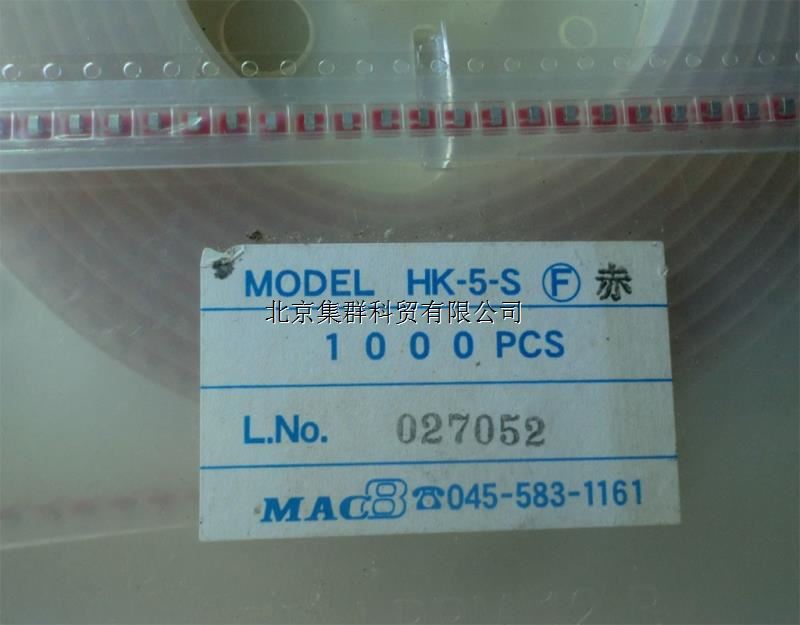 MODEL HK-5-S Ⓕ 赤
北京集群科贸有限公司
1000 PCS
L.No. 027052
MAC8 ☎045-583-1161